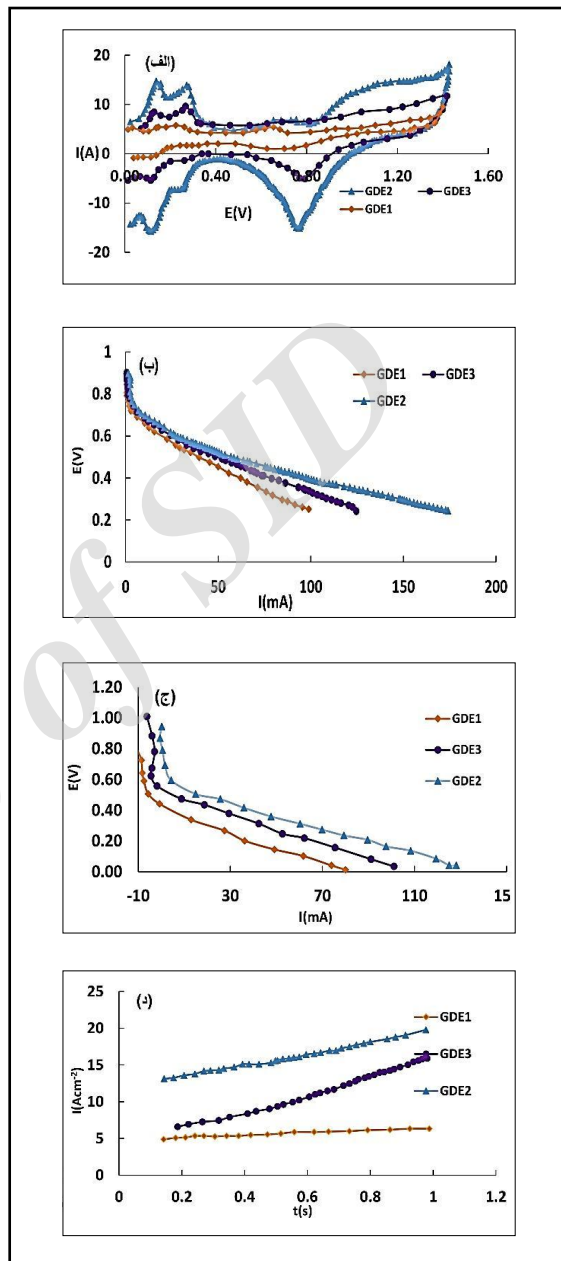 (الف)
20
15
10
5
I(A) 0
0.00 0.40 0.80 1.20 1.60
-10
-20
E(V)
GDE2 GDE3
GDE1
(ب)
1
0.8
0.6
0.4
0.2
0
E(V)
GDE1 GDE3
GDE2
0 50 100 150 200
I(mA)
(ج)
1.20
1.00
0.80
0.60
0.40
0.20
0.00
E(V)
GDE1
GDE3
GDE2
-10 30 70 110 15
I(mA)
(د)
25
20
15
10
5
0
I(Acm-2)
GDE1
GDE3
GDE2
0 0.2 0.4 0.6 0.8 1 1.2
t(s)
of SID